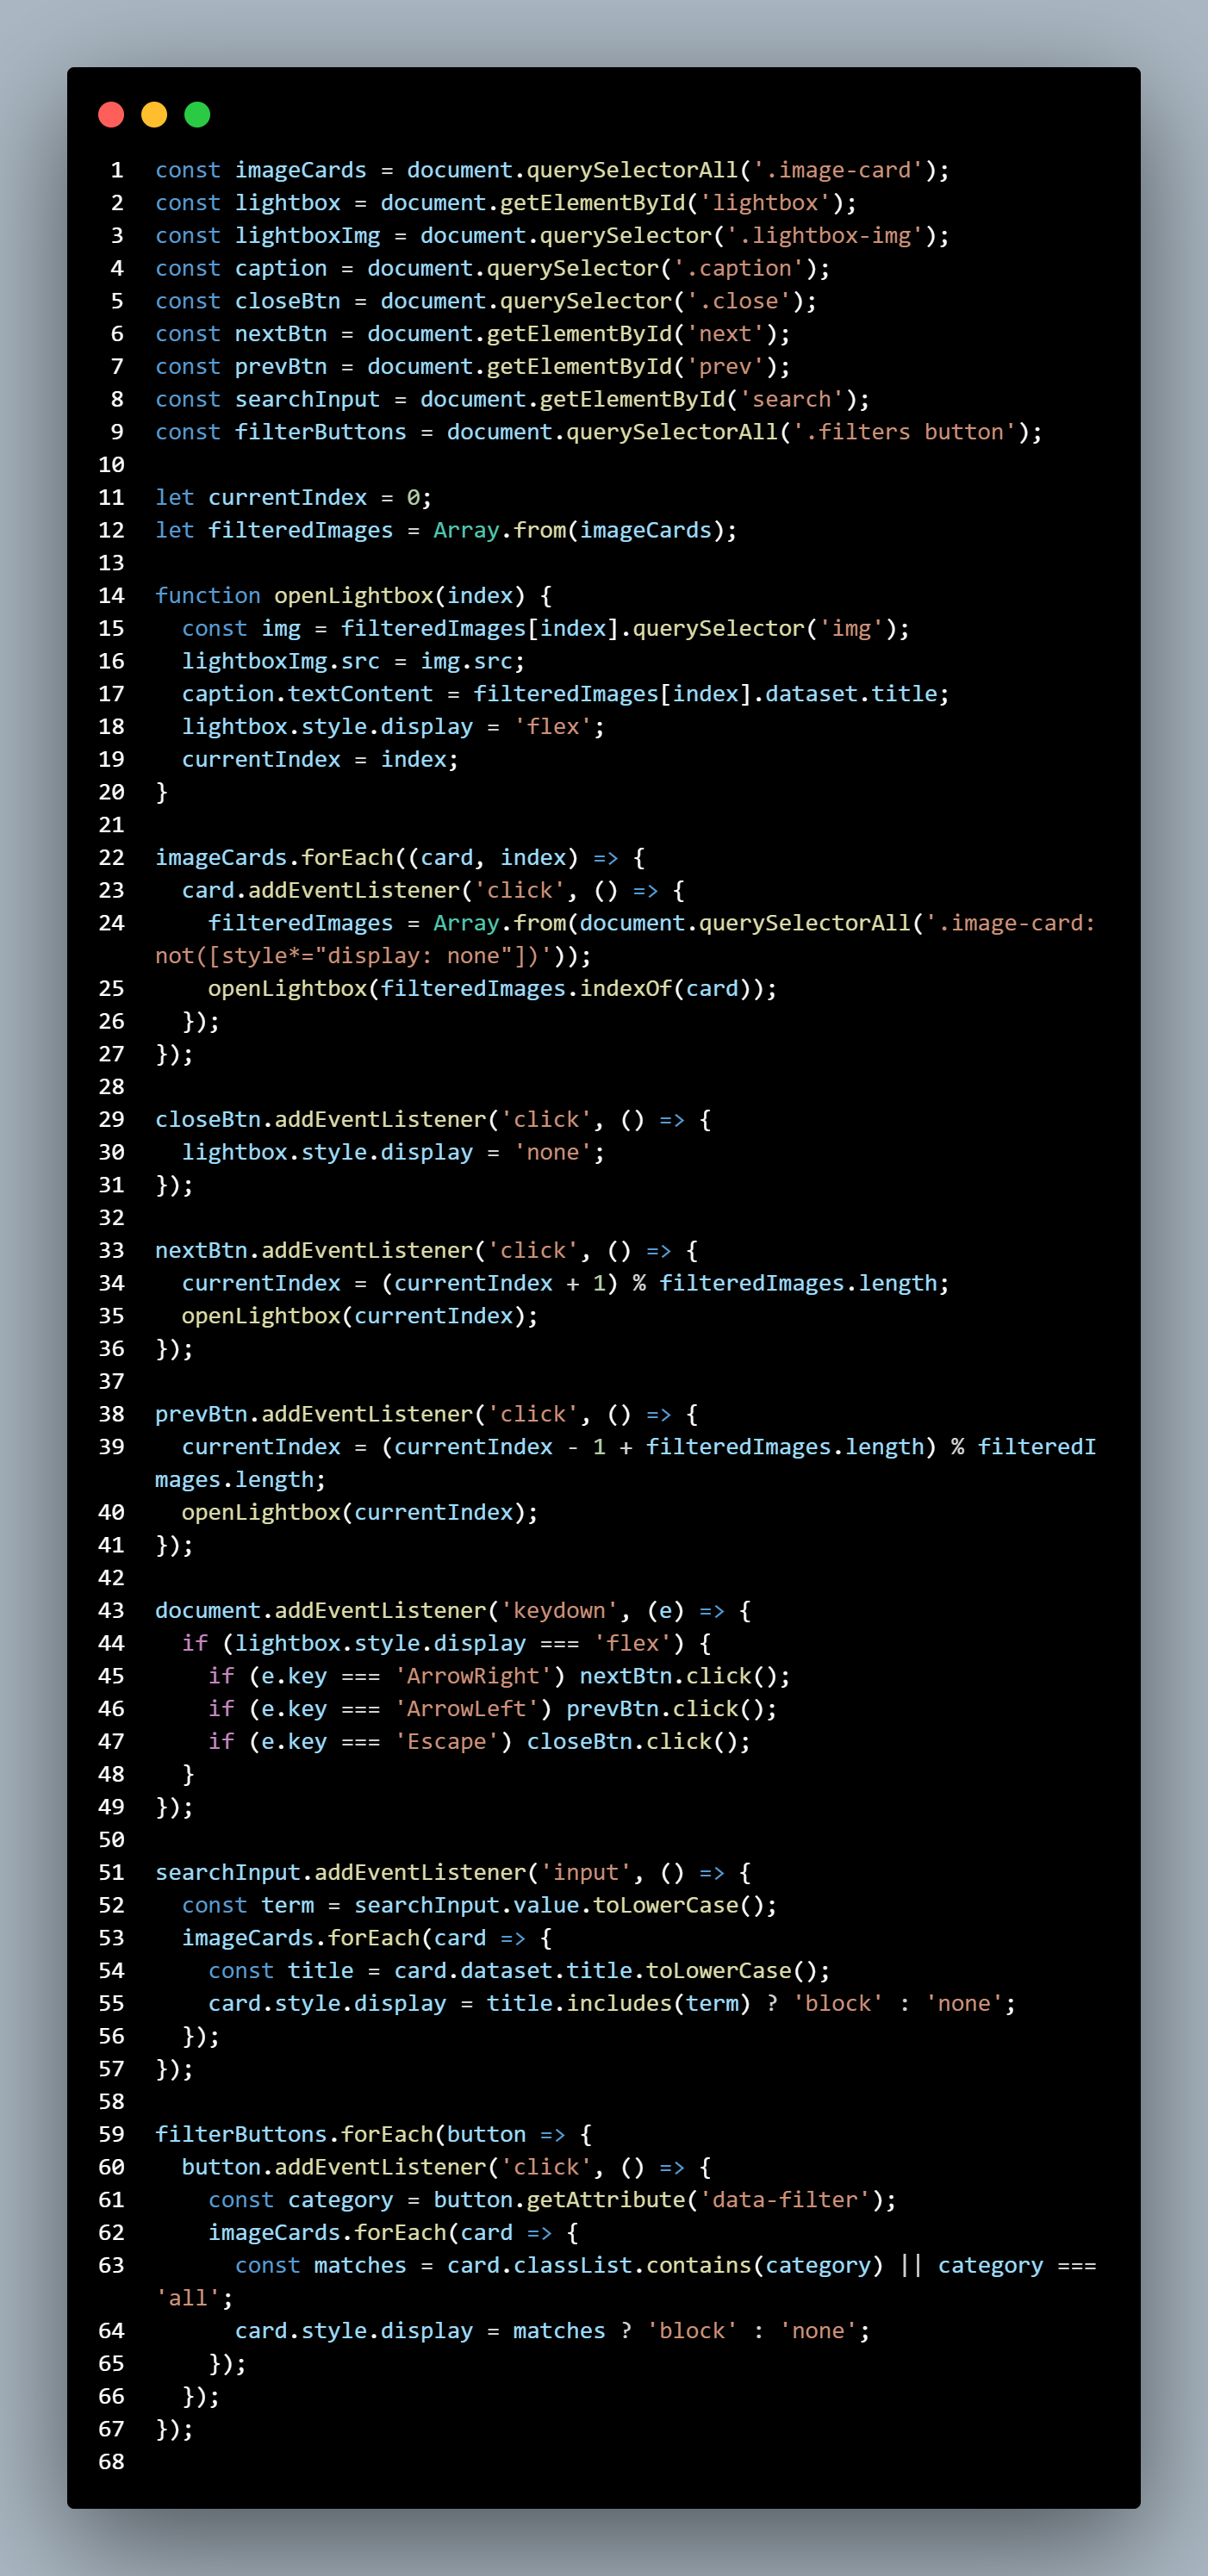 1 const imageCards = document.querySelectorAll('.image-card');
2 const lightbox = document.getElementById('lightbox');
3 const lightboxImg = document.querySelector('.lightbox-img');
4 const caption = document.querySelector('.caption');
5 const closeBtn = document.querySelector('.close');
6 const nextBtn = document.getElementById('next');
7 const prevBtn = document.getElementById('prev');
8 const searchInput = document.getElementById('search');
9 const filterButtons = document.querySelectorAll('.filters button');
10
11 let currentIndex = 0;
12 let filteredImages = Array.from(imageCards);
13
14 function openLightbox(index) {
15   const img = filteredImages[index].querySelector('img');
16   lightboxImg.src = img.src;
17   caption.textContent = filteredImages[index].dataset.title;
18   lightbox.style.display = 'flex';
19   currentIndex = index;
20 }
21
22 imageCards.forEach((card, index) => {
23   card.addEventListener('click', () => {
24     filteredImages = Array.from(document.querySelectorAll('.image-card:
not([style*="display: none"])'));
25     openLightbox(filteredImages.indexOf(card));
26   });
27 });
28
29 closeBtn.addEventListener('click', () => {
30   lightbox.style.display = 'none';
31 });
32
33 nextBtn.addEventListener('click', () => {
34   currentIndex = (currentIndex + 1) % filteredImages.length;
35   openLightbox(currentIndex);
36 });
37
38 prevBtn.addEventListener('click', () => {
39   currentIndex = (currentIndex - 1 + filteredImages.length) % filteredI
mages.length;
40   openLightbox(currentIndex);
41 });
42
43 document.addEventListener('keydown', (e) => {
44   if (lightbox.style.display === 'flex') {
45     if (e.key === 'ArrowRight') nextBtn.click();
46     if (e.key === 'ArrowLeft') prevBtn.click();
47     if (e.key === 'Escape') closeBtn.click();
48   }
49 });
50
51 searchInput.addEventListener('input', () => {
52   const term = searchInput.value.toLowerCase();
53   imageCards.forEach(card => {
54     const title = card.dataset.title.toLowerCase();
55     card.style.display = title.includes(term) ? 'block' : 'none';
56   });
57 });
58
59 filterButtons.forEach(button => {
60   button.addEventListener('click', () => {
61     const category = button.getAttribute('data-filter');
62     imageCards.forEach(card => {
63       const matches = card.classList.contains(category) || category ===
'all';
64       card.style.display = matches ? 'block' : 'none';
65     });
66   });
67 });
68